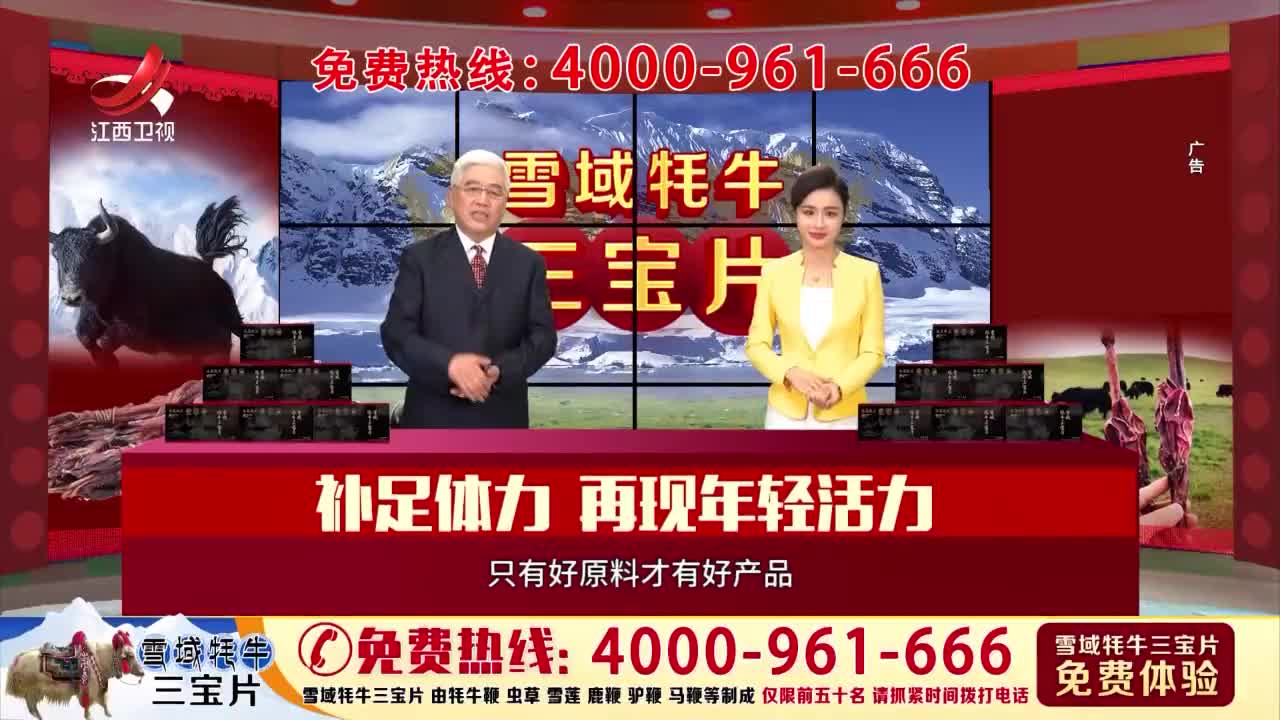 免费热线：4000-961-666
江西卫视
广告
雪域牦牛
三宝片
补足体力 再现年轻活力
只有好原料才有好产品
雪域牦牛
三宝片
免费热线：4000-961-666
雪域牦牛三宝片 由牦牛鞭 虫草 雪莲 鹿鞭 驴鞭 马鞭等制成 仅限前五十名 请抓紧时间拨打电话
雪域牦牛三宝片
免费体验